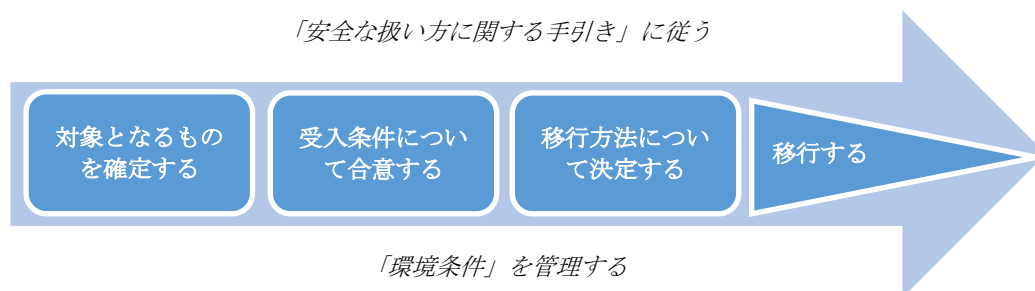 「安全な扱い方に関する手引き」に従う
対象となるもの
を確定する
受入条件につい
て合意する
移行方法につい
て決定する
移行する
「環境条件」を管理する